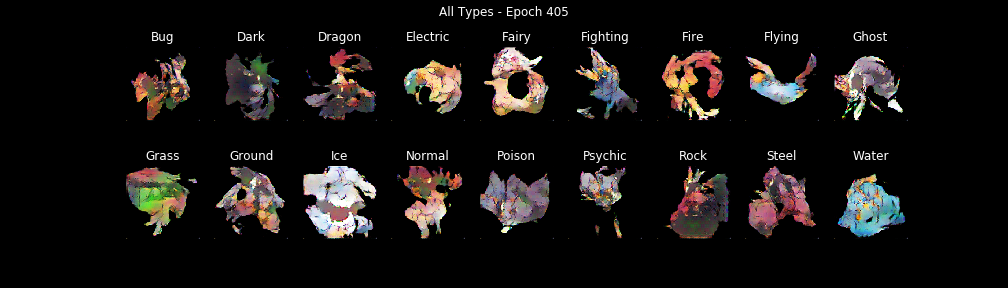 All Types - Epoch 405
Bug Dark Dragon Electric Fairy Fighting Fire Flying Ghost
Grass Ground Ice Normal Poison Psychic Rock Steel Water